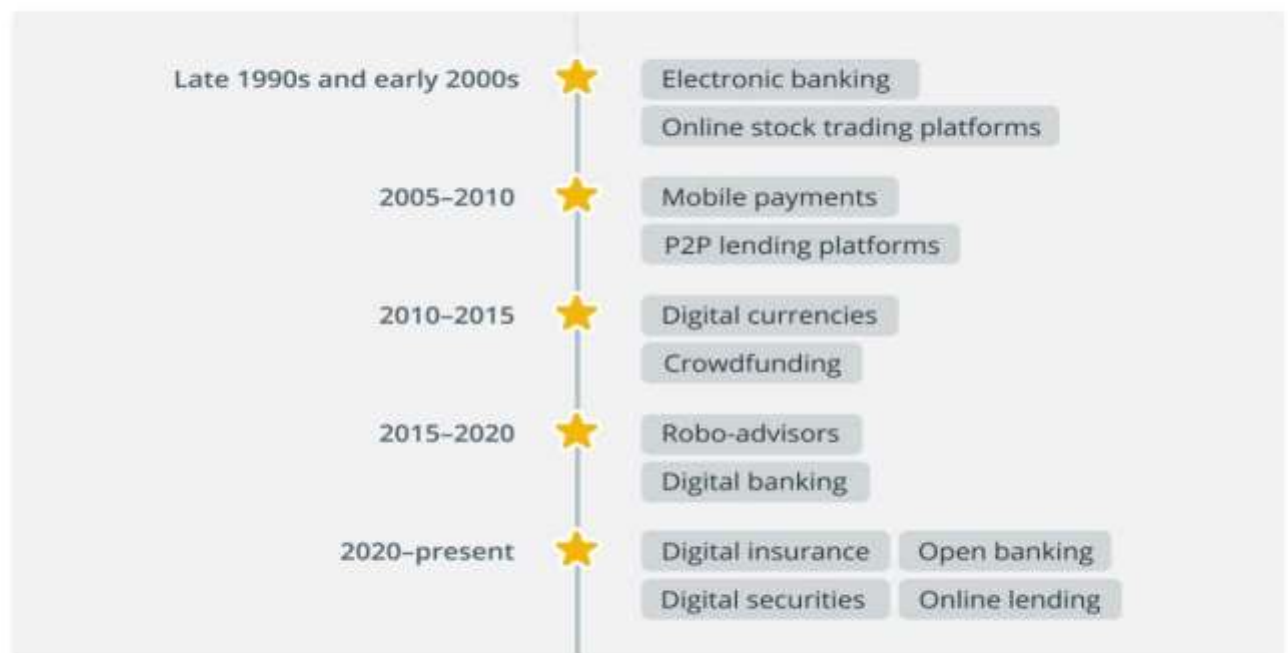 Late 1990s and early 2000s
Electronic banking
Online stock trading platforms
2005–2010
Mobile payments
P2P lending platforms
2010–2015
Digital currencies
Crowdfunding
2015–2020
Robo-advisors
Digital banking
2020–present
Digital insurance Open banking
Digital securities Online lending